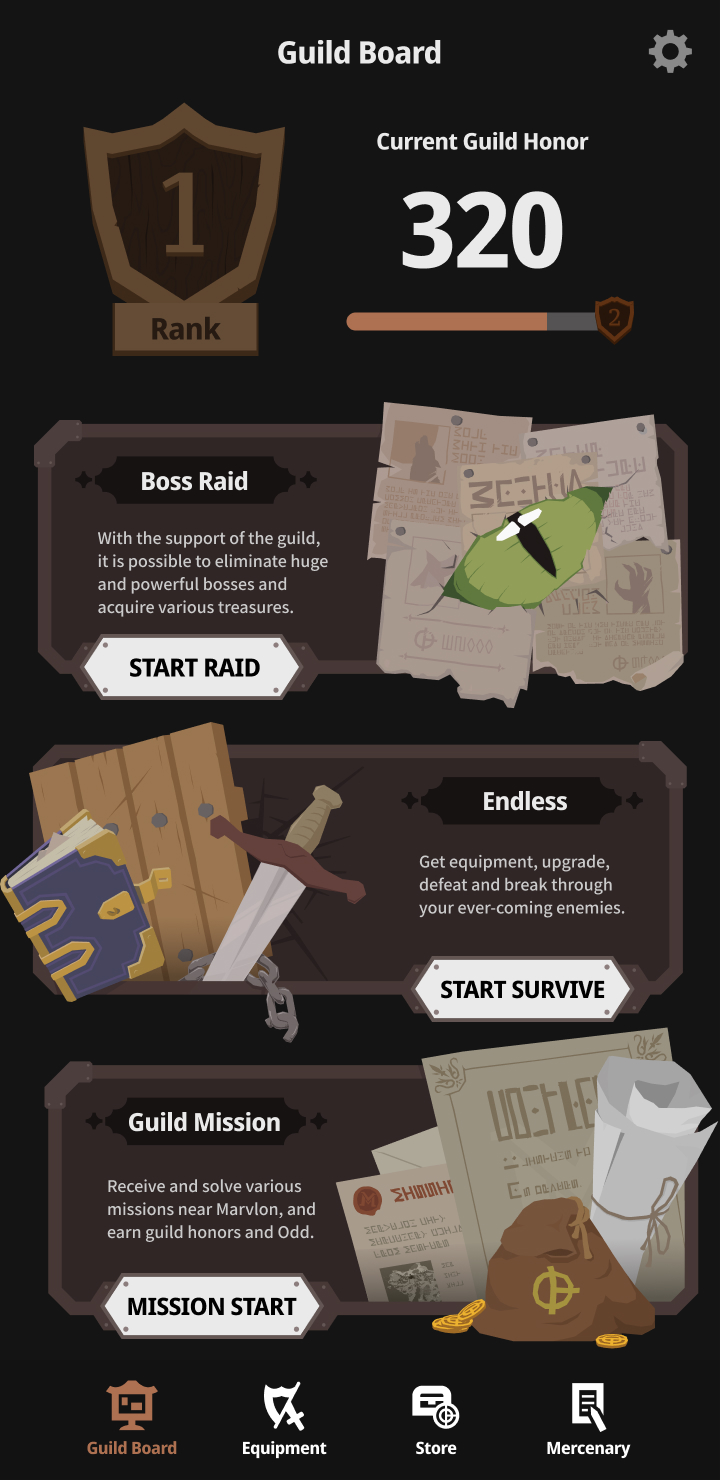 Guild Board
1
Rank
Current Guild Honor
320
2
Boss Raid
With the support of the guild,
it is possible to eliminate huge
and powerful bosses and
acquire various treasures.
START RAID
Endless
Get equipment, upgrade,
defeat and break through
your ever-coming enemies.
START SURVIVE
Guild Mission
Receive and solve various
missions near Marvlon, and
earn guild honors and Odd.
MISSION START
Guild Board
Equipment
Store
Mercenary